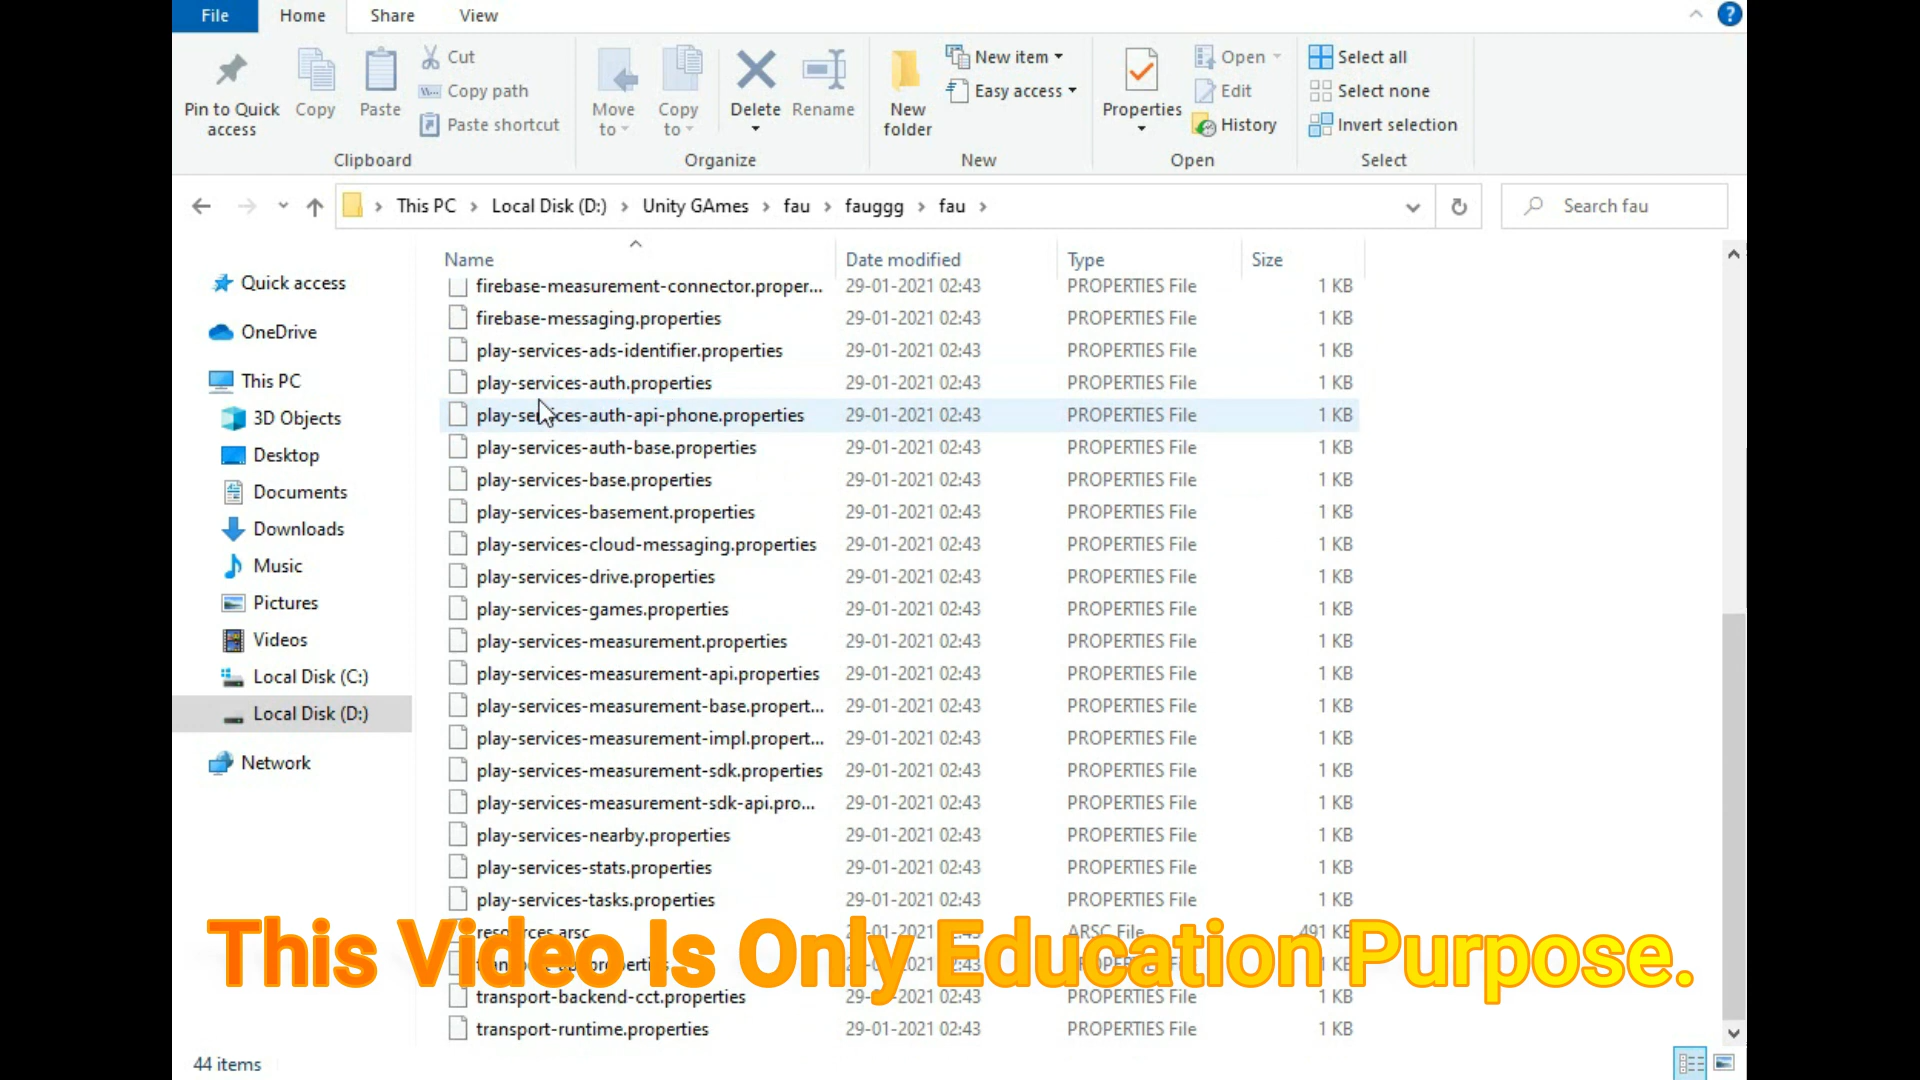 File Home Share View
Pin to Quick access
Copy
Paste
Cut
Copy path
Paste shortcut
Clipboard
Move to
Copy to
Delete
Rename
Organize
New folder
New item
Easy access
New
Properties
Open
Edit
History
Open
Select all
Select none
Invert selection
Select
This PC > Local Disk (D:) > Unity GAmes > fau > fauggg > fau >
Search fau
Quick access
OneDrive
This PC
3D Objects
Desktop
Documents
Downloads
Music
Pictures
Videos
Local Disk (C:)
Local Disk (D:)
Network
Name Date modified Type Size
firebase-measurement-connector.proper... 29-01-2021 02:43 PROPERTIES File 1 KB
firebase-messaging.properties 29-01-2021 02:43 PROPERTIES File 1 KB
play-services-ads-identifier.properties 29-01-2021 02:43 PROPERTIES File 1 KB
play-services-auth.properties 29-01-2021 02:43 PROPERTIES File 1 KB
play-services-auth-api-phone.properties 29-01-2021 02:43 PROPERTIES File 1 KB
play-services-auth-base.properties 29-01-2021 02:43 PROPERTIES File 1 KB
play-services-base.properties 29-01-2021 02:43 PROPERTIES File 1 KB
play-services-basement.properties 29-01-2021 02:43 PROPERTIES File 1 KB
play-services-cloud-messaging.properties 29-01-2021 02:43 PROPERTIES File 1 KB
play-services-drive.properties 29-01-2021 02:43 PROPERTIES File 1 KB
play-services-games.properties 29-01-2021 02:43 PROPERTIES File 1 KB
play-services-measurement.properties 29-01-2021 02:43 PROPERTIES File 1 KB
play-services-measurement-api.properties 29-01-2021 02:43 PROPERTIES File 1 KB
play-services-measurement-base.propert... 29-01-2021 02:43 PROPERTIES File 1 KB
play-services-measurement-impl.propert... 29-01-2021 02:43 PROPERTIES File 1 KB
play-services-measurement-sdk.properties 29-01-2021 02:43 PROPERTIES File 1 KB
play-services-measurement-sdk-api.pro... 29-01-2021 02:43 PROPERTIES File 1 KB
play-services-nearby.properties 29-01-2021 02:43 PROPERTIES File 1 KB
play-services-stats.properties 29-01-2021 02:43 PROPERTIES File 1 KB
play-services-tasks.properties 29-01-2021 02:43 PROPERTIES File 1 KB
resources.arsc ARSC File 491 KB
This Video Is Only Education Purpose.
transport-backend-cct.properties 29-01-2021 02:43 PROPERTIES File 1 KB
transport-runtime.properties 29-01-2021 02:43 PROPERTIES File 1 KB
44 items